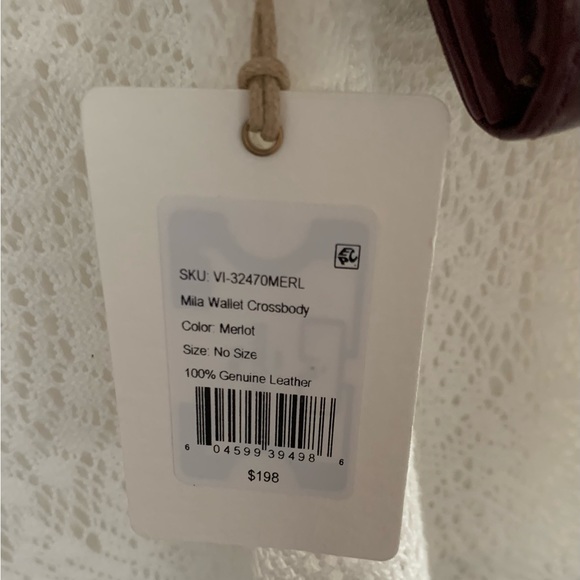 SKU: VI-32470MERL
Mila Wallet Crossbody
Color: Merlot
Size: No Size
100% Genuine Leather
6 04599 39498 6
$198